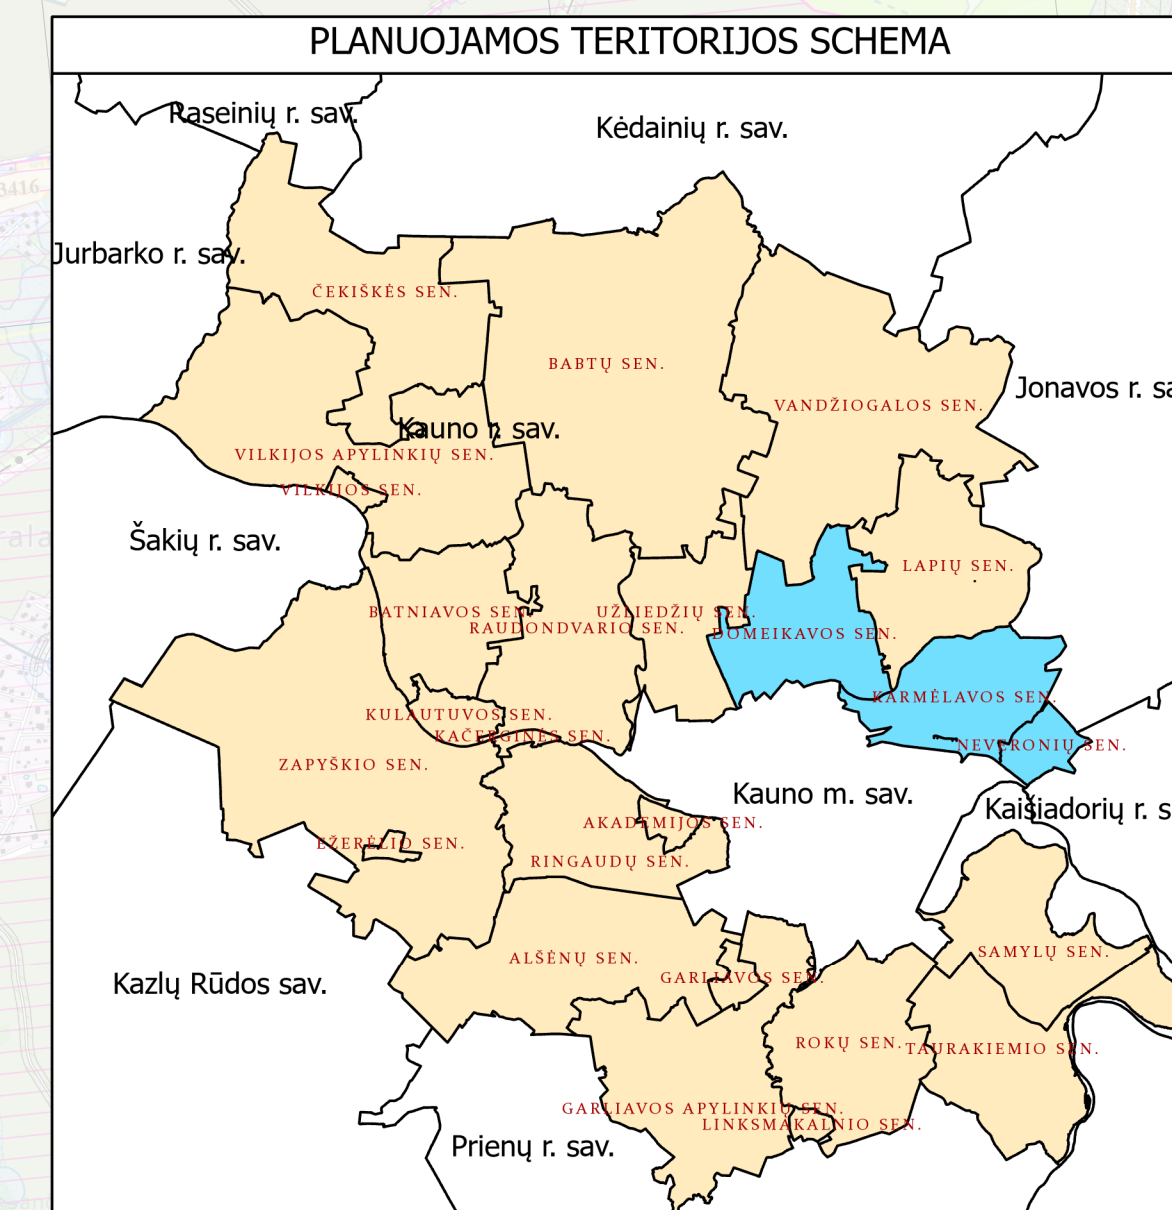 PLANUOJAMOS TERITORIJOS SCHEMA
Raseinių r. sav.
Kėdainių r. sav.
3416
Jurbarko r. sav.
ČEKIŠKĖS SEN.
BABTŲ SEN.
Jonavos r. sa
VANDŽIOGALOS SEN.
Kauno r. sav.
VILKIJOS APYLINKIŲ SEN.
VILKIJOS SEN.
Šakių r. sav.
LAPIŲ SEN.
BATNIAVOS SEN.
UŽLIEDŽIŲ SEN.
RAUDONDVARIO SEN.
DOMEIKAVOS SEN.
KARMĖLAVOS SEN.
KULAUTUVOS SEN.
KAČERGINĖS SEN.
NEVERONIŲ SEN.
ZAPYŠKIO SEN.
Kauno m. sav.
Kaišiadorių r. s
AKADEMIJOS SEN.
EŽERĖLIO SEN.
RINGAUDŲ SEN.
SAMYLŲ SEN.
ALŠĖNŲ SEN.
GARLIAVOS SEN.
Kazlų Rūdos sav.
ROKŲ SEN.
TAURAKIEMIO SEN.
GARLIAVOS APYLINKIŲ SEN.
LINKSMAKALNIO SEN.
Prienų r. sav.